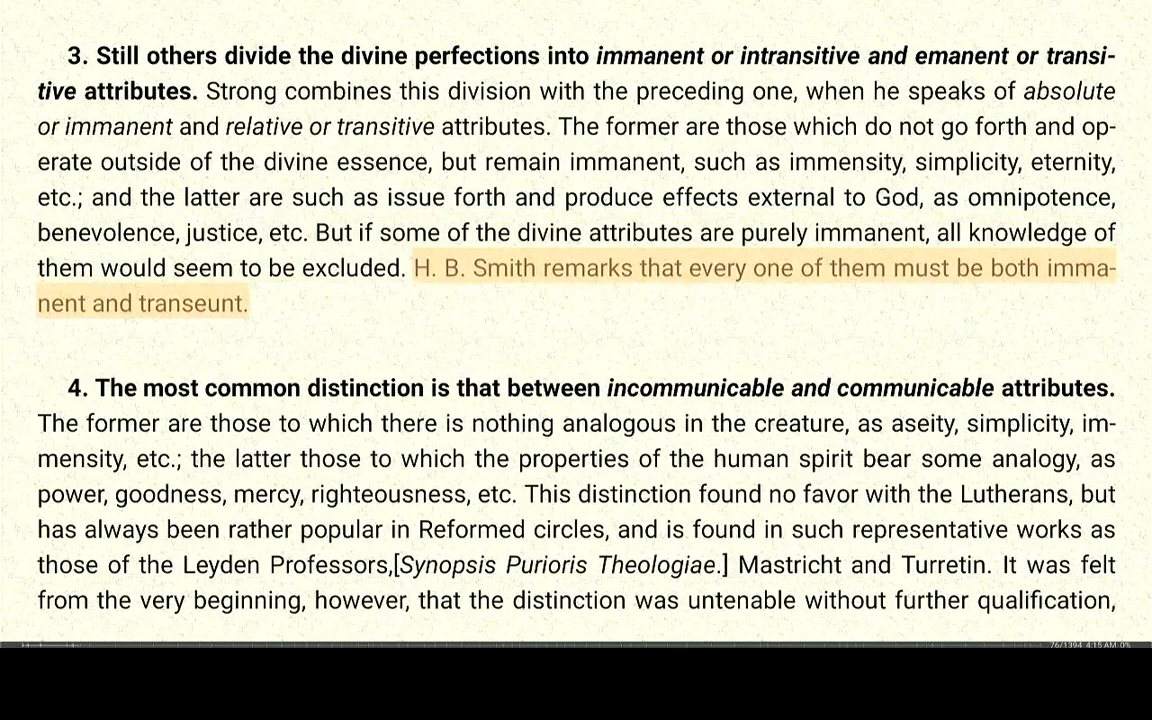 3. Still others divide the divine perfections into immanent or intransitive and emanent or transi-
tive attributes. Strong combines this division with the preceding one, when he speaks of absolute
or immanent and relative or transitive attributes. The former are those which do not go forth and op-
erate outside of the divine essence, but remain immanent, such as immensity, simplicity, eternity,
etc.; and the latter are such as issue forth and produce effects external to God, as omnipotence,
benevolence, justice, etc. But if some of the divine attributes are purely immanent, all knowledge of
them would seem to be excluded. H. B. Smith remarks that every one of them must be both imma-
nent and transeunt.
4. The most common distinction is that between incommunicable and communicable attributes.
The former are those to which there is nothing analogous in the creature, as aseity, simplicity, im-
mensity, etc.; the latter those to which the properties of the human spirit bear some analogy, as
power, goodness, mercy, righteousness, etc. This distinction found no favor with the Lutherans, but
has always been rather popular in Reformed circles, and is found in such representative works as
those of the Leyden Professors,[Synopsis Purioris Theologiae.] Mastricht and Turretin. It was felt
from the very beginning, however, that the distinction was untenable without further qualification,
76/1394 4:15 AM 0%